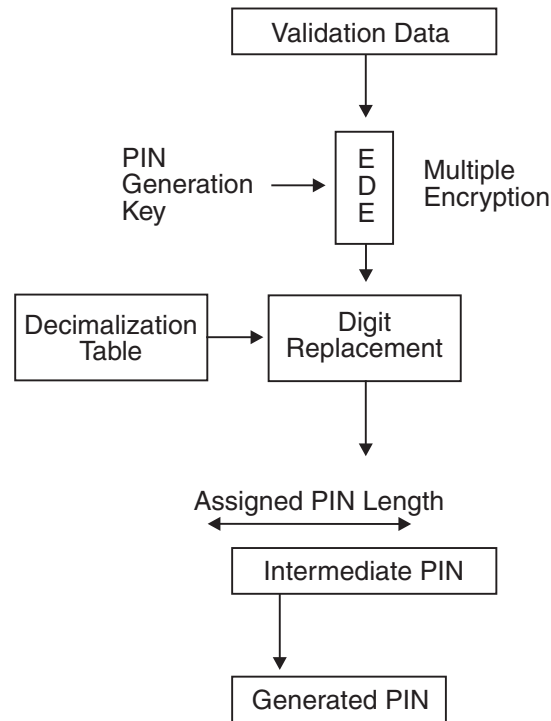 Validation Data
PIN
Generation
Key
E
D
E
Multiple
Encryption
Decimalization
Table
Digit
Replacement
Assigned PIN Length
Intermediate PIN
Generated PIN